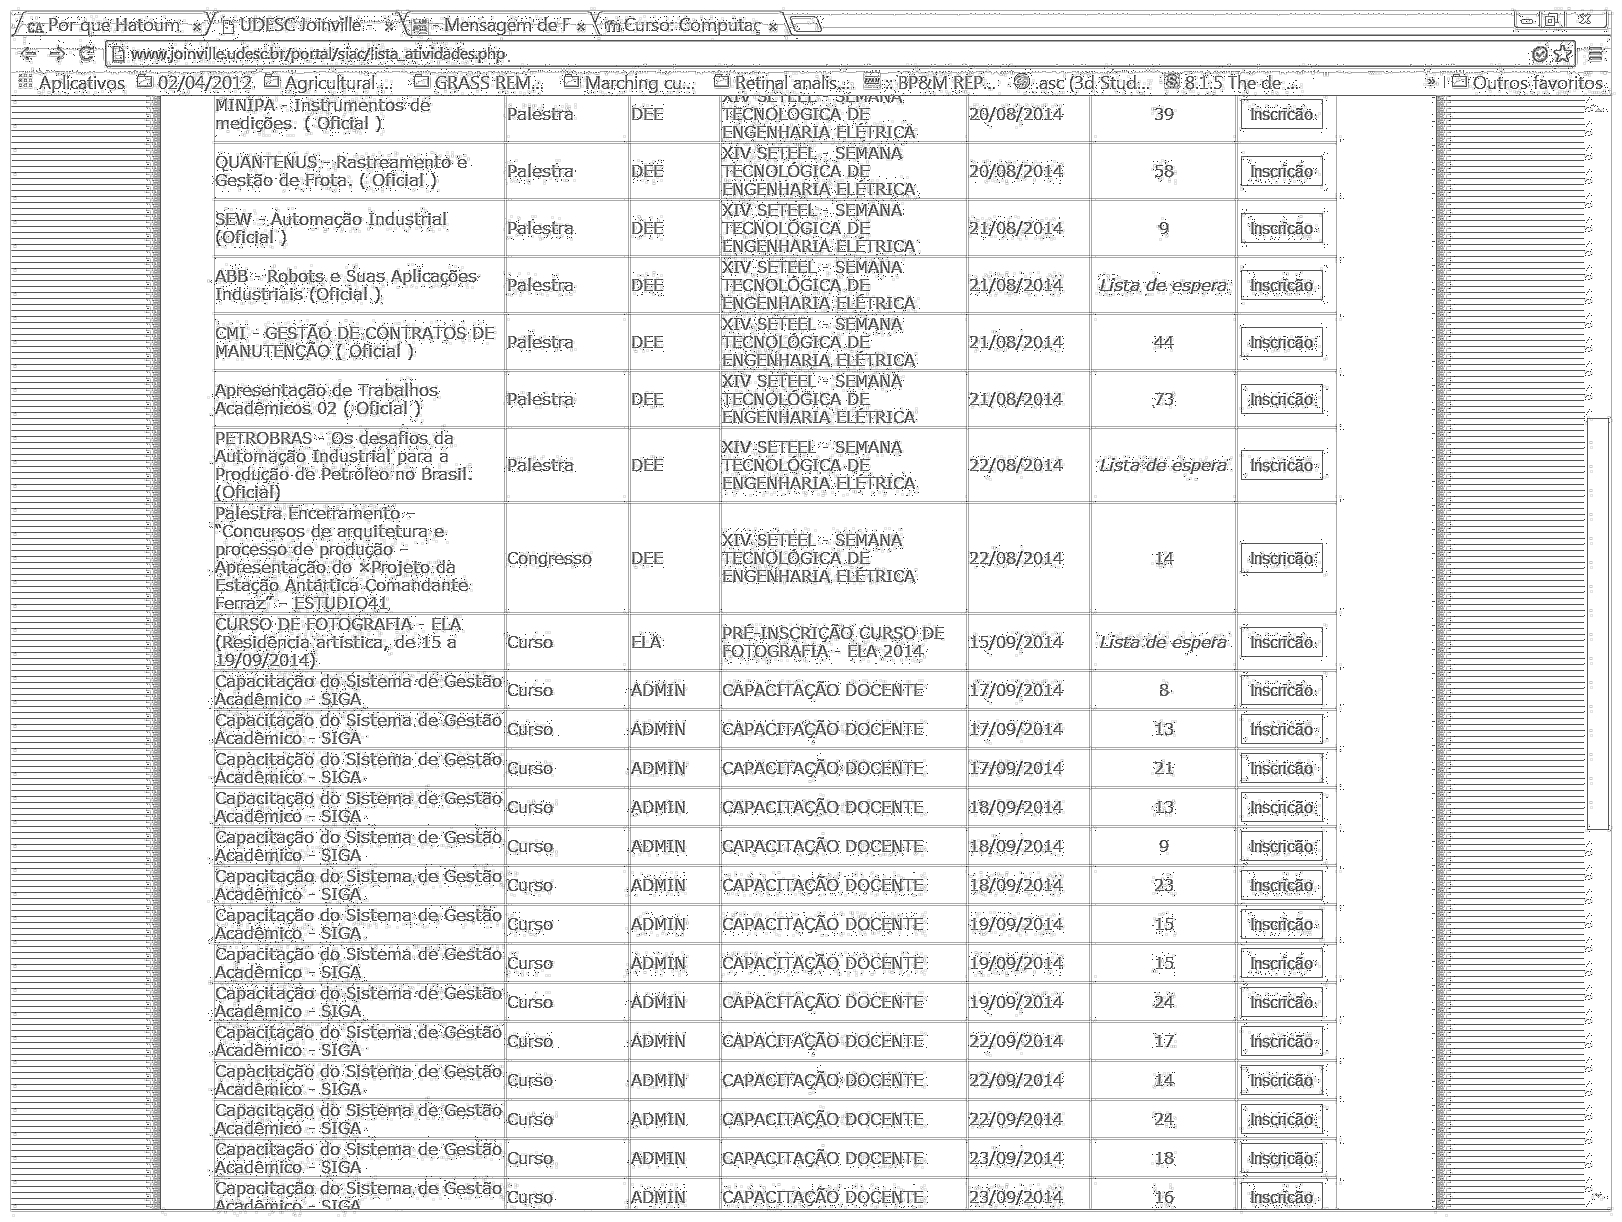 Por que Hatoum × UDESC Joinville - × - Mensagem de F × Curso: Computaç ×
www.joinville.udesc.br/portal/siac/lista_atividades.php
Aplicativos 02/04/2012 Agricultural ... GRASS REM... Marching cu... Retinal analis... :: BP&M REP... .asc (3d Stud... 8.1.5 The de ... » Outros favoritos
MINIPA - Instrumentos de
medições. ( Oficial )
Palestra
DEE
XIV SETEEL - SEMANA
TECNOLÓGICA DE
ENGENHARIA ELÉTRICA
20/08/2014
39
Inscrição
QUANTENUS - Rastreamento e
Gestão de Frota. ( Oficial )
Palestra
DEE
XIV SETEEL - SEMANA
TECNOLÓGICA DE
ENGENHARIA ELÉTRICA
20/08/2014
58
Inscrição
SEW - Automação Industrial
(Oficial )
Palestra
DEE
XIV SETEEL - SEMANA
TECNOLÓGICA DE
ENGENHARIA ELÉTRICA
21/08/2014
9
Inscrição
ABB - Robots e Suas Aplicações
Industriais (Oficial )
Palestra
DEE
XIV SETEEL - SEMANA
TECNOLÓGICA DE
ENGENHARIA ELÉTRICA
21/08/2014
Lista de espera
Inscrição
CMI - GESTÃO DE CONTRATOS DE
MANUTENÇÃO ( Oficial )
Palestra
DEE
XIV SETEEL - SEMANA
TECNOLÓGICA DE
ENGENHARIA ELÉTRICA
21/08/2014
44
Inscrição
Apresentação de Trabalhos
Acadêmicos 02 ( Oficial )
Palestra
DEE
XIV SETEEL - SEMANA
TECNOLÓGICA DE
ENGENHARIA ELÉTRICA
21/08/2014
73
Inscrição
PETROBRAS - Os desafios da
Automação Industrial para a
Produção de Petróleo no Brasil.
(Oficial)
Palestra
DEE
XIV SETEEL - SEMANA
TECNOLÓGICA DE
ENGENHARIA ELÉTRICA
22/08/2014
Lista de espera
Inscrição
Palestra Encerramento –
“Concursos de arquitetura e
processo de produção –
Apresentação do ×Projeto da
Estação Antártica Comandante
Ferraz” – ESTUDIO41
Congresso
DEE
XIV SETEEL - SEMANA
TECNOLÓGICA DE
ENGENHARIA ELÉTRICA
22/08/2014
14
Inscrição
CURSO DE FOTOGRAFIA - ELA
(Residência artística, de 15 a
19/09/2014)
Curso
ELA
PRÉ-INSCRIÇÃO CURSO DE
FOTOGRAFIA - ELA 2014
15/09/2014
Lista de espera
Inscrição
Capacitação do Sistema de Gestão
Acadêmico - SIGA
Curso ADMIN CAPACITAÇÃO DOCENTE 17/09/2014 8 Inscrição
Capacitação do Sistema de Gestão
Acadêmico - SIGA
Curso ADMIN CAPACITAÇÃO DOCENTE 17/09/2014 13 Inscrição
Capacitação do Sistema de Gestão
Acadêmico - SIGA
Curso ADMIN CAPACITAÇÃO DOCENTE 17/09/2014 21 Inscrição
Capacitação do Sistema de Gestão
Acadêmico - SIGA
Curso ADMIN CAPACITAÇÃO DOCENTE 18/09/2014 13 Inscrição
Capacitação do Sistema de Gestão
Acadêmico - SIGA
Curso ADMIN CAPACITAÇÃO DOCENTE 18/09/2014 9 Inscrição
Capacitação do Sistema de Gestão
Acadêmico - SIGA
Curso ADMIN CAPACITAÇÃO DOCENTE 18/09/2014 23 Inscrição
Capacitação do Sistema de Gestão
Acadêmico - SIGA
Curso ADMIN CAPACITAÇÃO DOCENTE 19/09/2014 15 Inscrição
Capacitação do Sistema de Gestão
Acadêmico - SIGA
Curso ADMIN CAPACITAÇÃO DOCENTE 19/09/2014 15 Inscrição
Capacitação do Sistema de Gestão
Acadêmico - SIGA
Curso ADMIN CAPACITAÇÃO DOCENTE 19/09/2014 24 Inscrição
Capacitação do Sistema de Gestão
Acadêmico - SIGA
Curso ADMIN CAPACITAÇÃO DOCENTE 22/09/2014 17 Inscrição
Capacitação do Sistema de Gestão
Acadêmico - SIGA
Curso ADMIN CAPACITAÇÃO DOCENTE 22/09/2014 14 Inscrição
Capacitação do Sistema de Gestão
Acadêmico - SIGA
Curso ADMIN CAPACITAÇÃO DOCENTE 22/09/2014 24 Inscrição
Capacitação do Sistema de Gestão
Acadêmico - SIGA
Curso ADMIN CAPACITAÇÃO DOCENTE 23/09/2014 18 Inscrição
Capacitação do Sistema de Gestão
Acadêmico - SIGA
Curso ADMIN CAPACITAÇÃO DOCENTE 23/09/2014 16 Inscrição